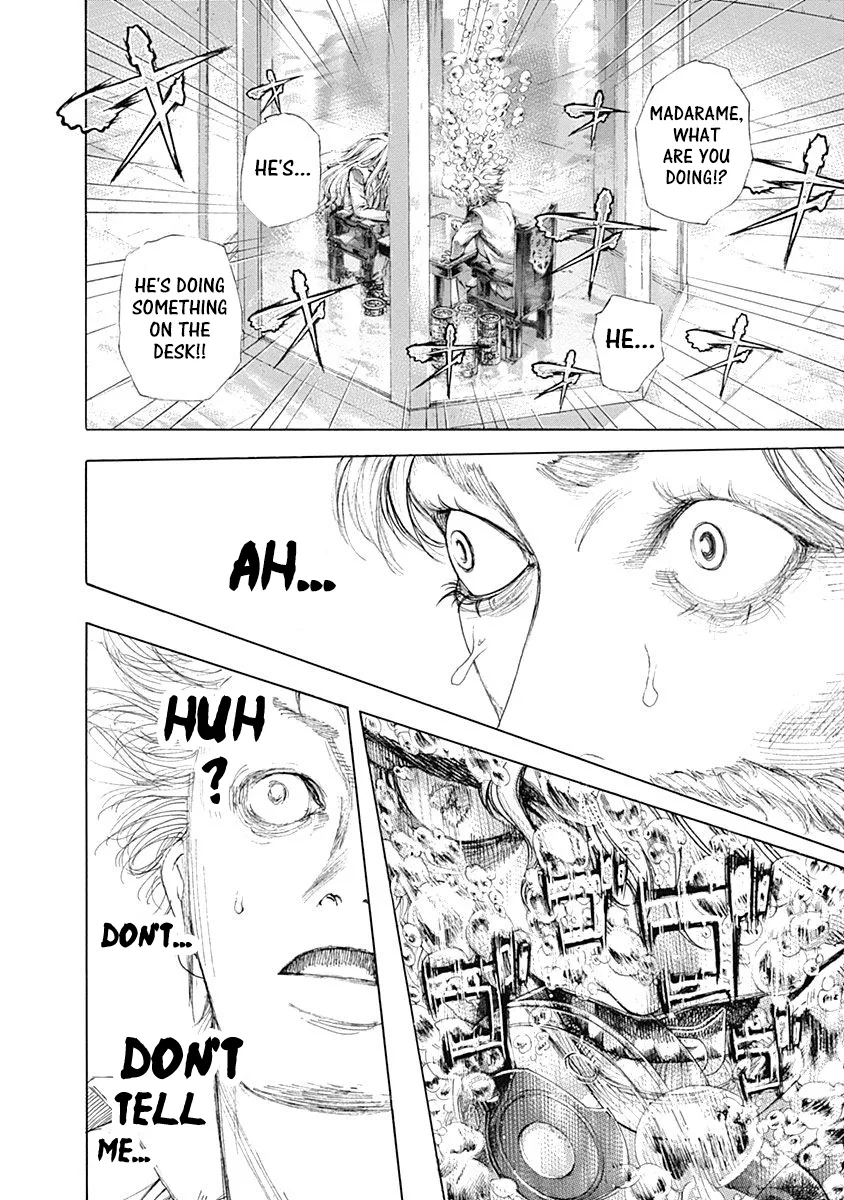 MADARAME,
WHAT
ARE YOU
DOING!?
HE...
HE'S...
HE'S DOING
SOMETHING
ON THE
DESK!!
AH...
HUH
?
DON'T...
DON'T
TELL
ME...